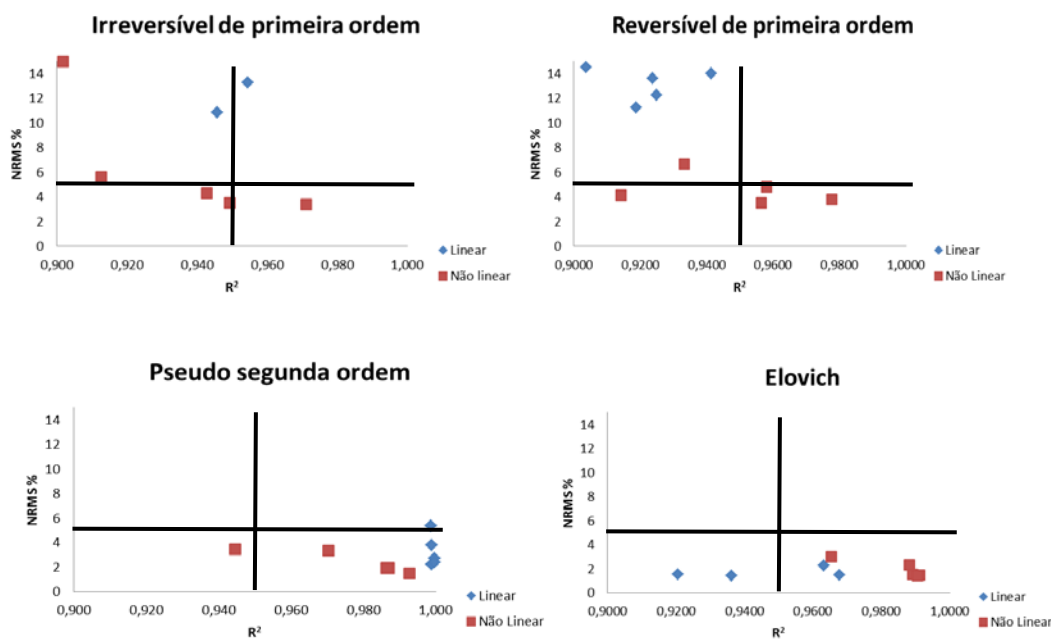 Irreversível de primeira ordem
NRMS %
14
12
10
8
6
4
2
0
0,900 0,920 0,940 0,960 0,980 1,000
R²
Linear
Não linear
Reversível de primeira ordem
NRMS %
14
12
10
8
6
4
2
0
0,9000 0,9200 0,9400 0,9600 0,9800 1,0000
R²
Linear
Não Linear
Pseudo segunda ordem
NRMS %
14
12
10
8
6
4
2
0
0,900 0,920 0,940 0,960 0,980 1,000
R²
Linear
Não Linear
Elovich
NRMS %
14
12
10
8
6
4
2
0
0,9000 0,9200 0,9400 0,9600 0,9800 1,0000
R²
Linear
Não Linear